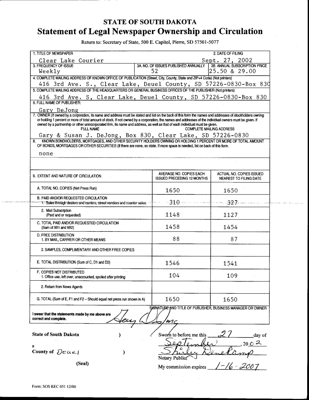 STATE OF SOUTH DAKOTA
Statement of Legal Newspaper Ownership and Circulation
Return to: Secretary of State, 500 E. Capitol, Pierre, SD 57501-5077
1. TITLE OF NEWSPAPER 2. DATE OF FILING
Clear Lake Courier Sept. 27, 2002
3. FREQUENCY OF ISSUE 3A. NO. OF ISSUES PUBLISHED ANNUALLY 3B. ANNUAL SUBSCRIPTION PRICE
Weekly 52 $25.50 & 29.00
4. COMPLETE MAILING ADDRESS OF KNOWN OFFICE OF PUBLICATION (Street, City, County, State and ZIP+4 Code) (Not printers)
416 3rd Ave. S, Clear Lake, Deuel County, SD 57226-0830-Box 830
5. COMPLETE MAILING ADDRESS OF THE HEADQUARTERS OR GENERAL BUSINESS OFFICES OF THE PUBLISHER (Not printers)
416 3rd Ave. S, Clear Lake, Deuel County, SD 57226-0830
6. FULL NAME OF PUBLISHER:
Gary DeJong
7. OWNER (If owned by a corporation, its name and address must be stated and also on the back of this form the names and addresses of stockholders owning or holding 1 percent or more of total amount of stock. If not owned by a corporation, the names and addresses of the individual owners must be given. If owned by a partnership or other unincorporated firm, its name and address, as well as that of each individual must be given.
FULL NAME COMPLETE MAILING ADDRESS
Gary & Susan J. DeJong, Box 830, Clear Lake, SD 57226-0830
8. KNOWN BONDHOLDERS, MORTGAGEES, AND OTHER SECURITY HOLDERS OWNING OR HOLDING 1 PERCENT OR MORE OF TOTAL AMOUNT OF BONDS, MORTGAGES OR OTHER SECURITIES (If there are none, so state. If more space is needed, list on back of this form.
none
9. EXTENT AND NATURE OF CIRCULATION AVERAGE NO. COPIES EACH ISSUED PRECEDING 12 MONTHS ACTUAL NO. COPIES ISSUED NEAREST TO FILING DATE.
A. TOTAL NO. COPIES (Net Press Run) 1650 1650
B. PAID AND/OR REQUESTED CIRCULATION
1. Sales through dealers and carriers, street vendors and counter sales 310 327
2. Mail Subscription (Paid and or requested) 1148 1127
C. TOTAL PAID AND/OR REQUESTED CIRCULATION (Sum of B1 and B2) 1458 1454
D. FREE DISTRIBUTION
1. BY MAIL, CARRIER OR OTHER MEANS 88 87
2. SAMPLES, COMPLIMENTARY AND OTHER FREE COPIES
E. TOTAL DISTRIBUTION (Sum of C, D1 and D2) 1546 1541
F. COPIES NOT DISTRIBUTED
1. Office use, left over, unaccounted, spoiled after printing 104 109
2. Return from News Agents
G. TOTAL (Sum of E, F1 and F2 - Should equal net press run shown in A) 1650 1650
I swear that the statements made by me above are correct and complete.
SIGNATURE AND TITLE OF PUBLISHER, BUSINESS MANAGER OR OWNER
Gary DeJong
State of South Dakota ) Sworn to before me this 27 day of
September 2002
County of Deuel )
Notary Public
(Seal) My commission expires 1-16-2007
Form: SOS REC 051 12/00